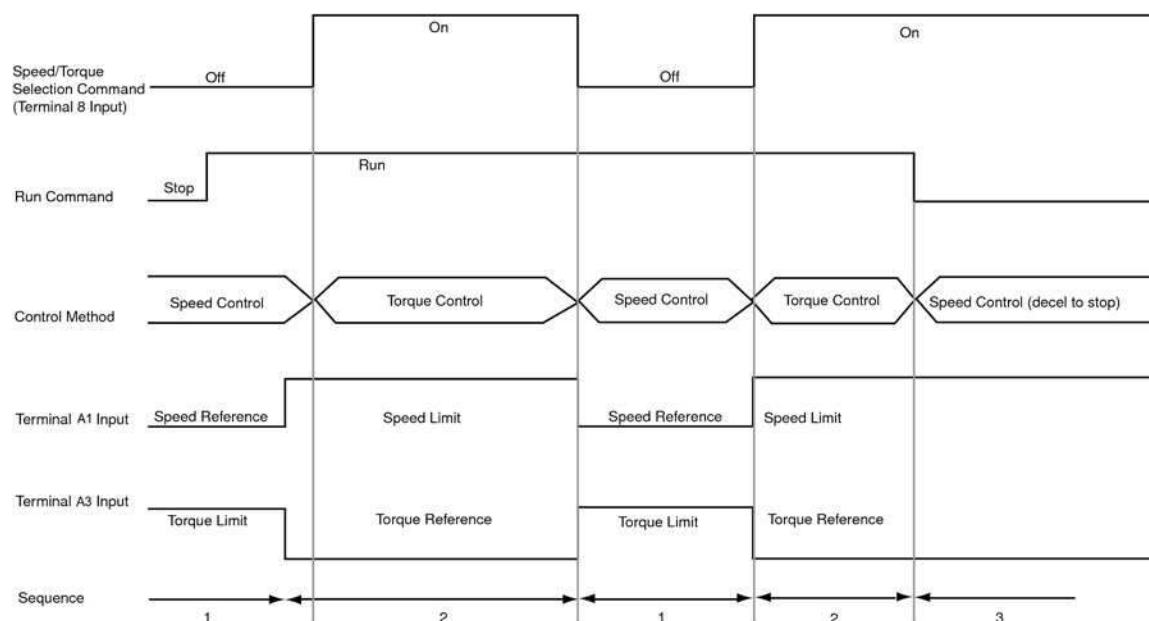 On
Speed/Torque
Selection Command
(Terminal 8 Input)
Off
Off
On
Run
Stop
Run Command
Speed Control
Torque Control
Speed Control
Torque Control
Speed Control (decel to stop)
Control Method
Terminal A1 Input
Speed Reference
Speed Limit
Speed Reference
Speed Limit
Terminal A3 Input
Torque Limit
Torque Reference
Torque Limit
Torque Reference
Sequence
1
2
1
2
3